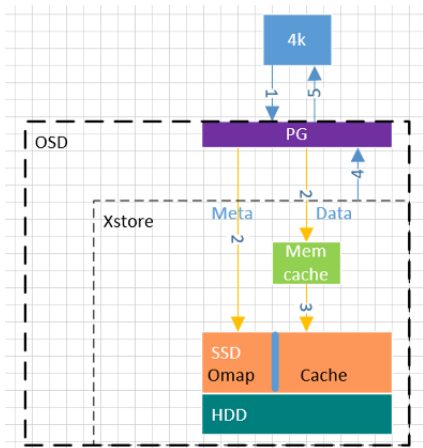 4k
1
5
PG
OSD
4
2
Xstore
Meta
Data
2
Mem
cache
3
SSD
Omap
Cache
HDD